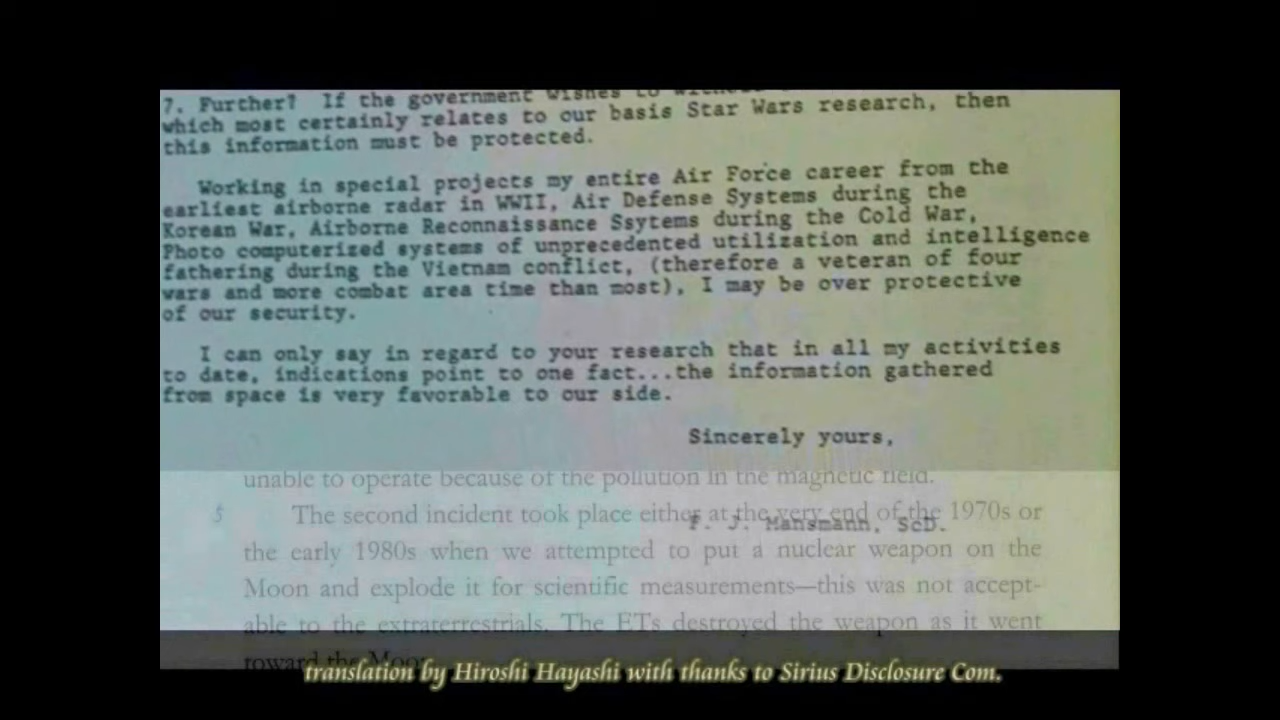 7. Further? If the government wishes to
which most certainly relates to our basis Star Wars research, then
this information must be protected.
Working in special projects my entire Air Force career from the
earliest airborne radar in WWII, Air Defense Systems during the
Korean War, Airborne Reconnaissance Ssytems during the Cold War,
Photo computerized systems of unprecedented utilization and intelligence
fathering during the Vietnam conflict, (therefore a veteran of four
wars and more combat area time than most), I may be over protective
of our security.
I can only say in regard to your research that in all my activities
to date, indications point to one fact...the information gathered
from space is very favorable to our side.
Sincerely yours,
unable to operate because of the pollution in the magnetic field.
5 The second incident took place either at the very end of the 1970s or
F. J. Mansmann, ScD.
the early 1980s when we attempted to put a nuclear weapon on the
Moon and explode it for scientific measurements—this was not accept-
able to the extraterrestrials. The ETs destroyed the weapon as it went
toward the Moon
translation by Hiroshi Hayashi with thanks to Sirius Disclosure Com.